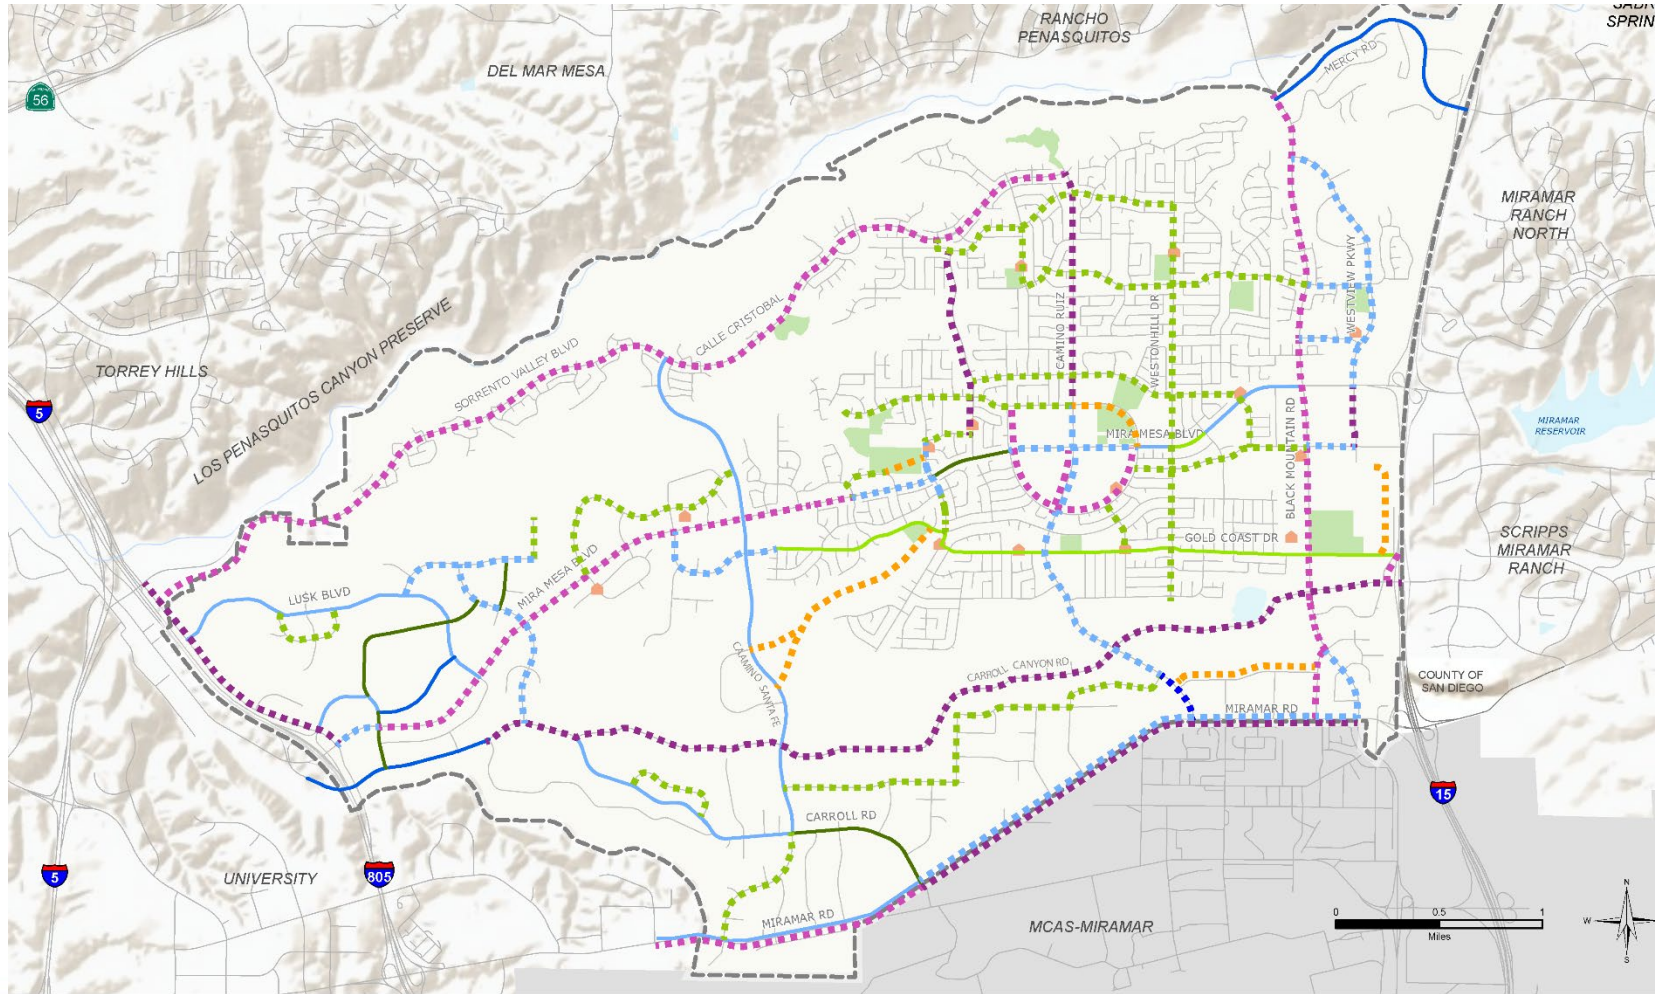 RANCHO
PENASQUITOS
SPRIN
DEL MAR MESA
MERCY RD
56
MIRAMAR
RANCH
NORTH
WESTVIEW PKWY
CALLE CRISTOBAL
CAMINO RUIZ
WESTONHILL DR
LOS PENASQUITOS CANYON PRESERVE
SORRENTO VALLEY BLVD
TORREY HILLS
5
MIRA MESA BLVD
BLACK MOUNTAIN RD
MIRAMAR
RESERVOIR
GOLD COAST DR
SCRIPPS
MIRAMAR
RANCH
LUSK BLVD
MIRA MESA BLVD
CAMINO SANTA FE
CARROLL CANYON RD
COUNTY OF
SAN DIEGO
MIRAMAR RD
15
CARROLL RD
5
UNIVERSITY
805
MIRAMAR RD
MCAS-MIRAMAR
0 0.5 1
Miles
N
W
S